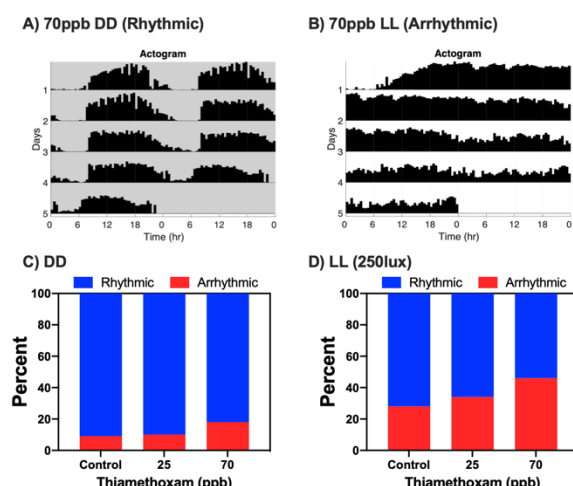 A) 70ppb DD (Rhythmic)
B) 70ppb LL (Arrhythmic)
Actogram
Actogram
Days
1
2
3
4
5
0 6 12 18 0 6 12 18 0
Time (hr)
1
2
3
4
5
0 6 12 18 0 6 12 18 0
Time (hr)
C) DD
D) LL (250lux)
Rhythmic Arrhythmic
Rhythmic Arrhythmic
Percent
100
80
60
40
20
0
Control 25 70
Thiamethoxam (ppb)
Percent
100
80
60
40
20
0
Control 25 70
Thiamethoxam (ppb)